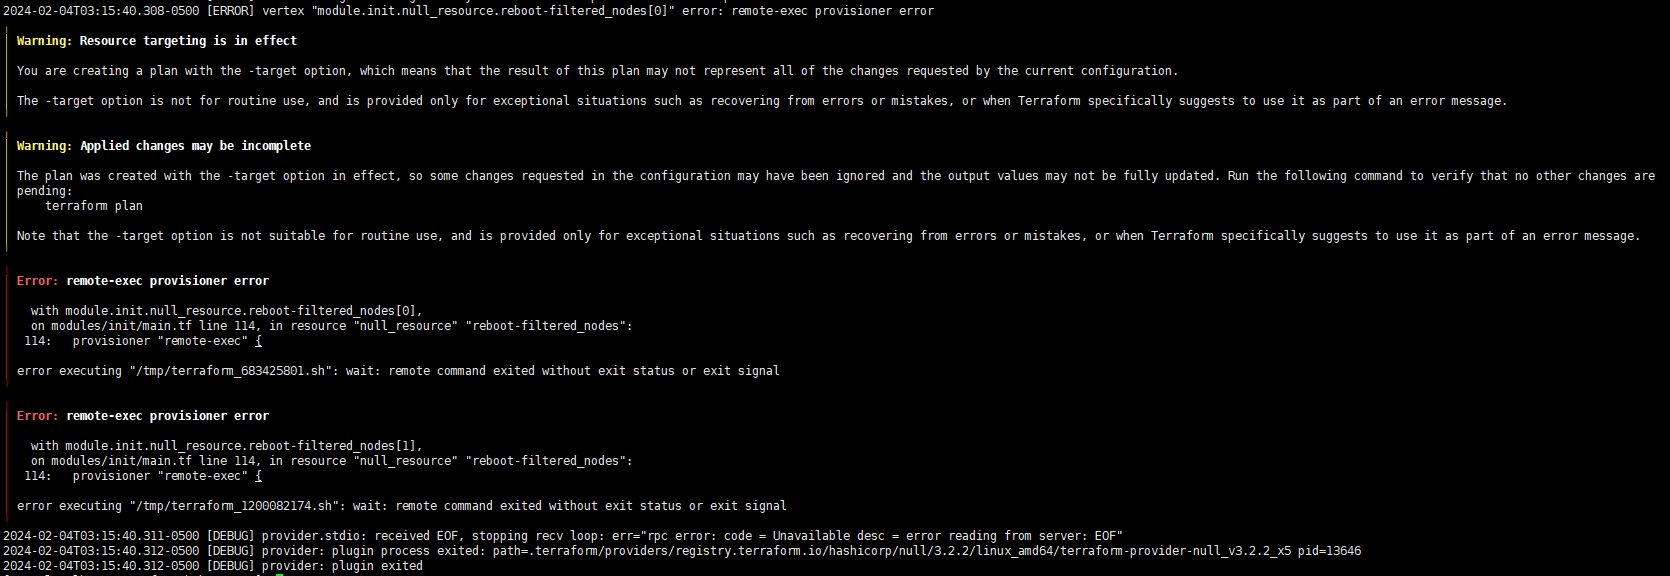 2024-02-04T03:15:40.308-0500 [ERROR] vertex "module.init.null_resource.reboot-filtered_nodes[0]" error: remote-exec provisioner error
Warning: Resource targeting is in effect
You are creating a plan with the -target option, which means that the result of this plan may not represent all of the changes requested by the current configuration.
The -target option is not for routine use, and is provided only for exceptional situations such as recovering from errors or mistakes, or when Terraform specifically suggests to use it as part of an error message.
Warning: Applied changes may be incomplete
The plan was created with the -target option in effect, so some changes requested in the configuration may have been ignored and the output values may not be fully updated. Run the following command to verify that no other changes are
pending:
terraform plan
Note that the -target option is not suitable for routine use, and is provided only for exceptional situations such as recovering from errors or mistakes, or when Terraform specifically suggests to use it as part of an error message.
Error: remote-exec provisioner error
with module.init.null_resource.reboot-filtered_nodes[0],
on modules/init/main.tf line 114, in resource "null_resource" "reboot-filtered_nodes":
114: provisioner "remote-exec" {
error executing "/tmp/terraform_683425801.sh": wait: remote command exited without exit status or exit signal
Error: remote-exec provisioner error
with module.init.null_resource.reboot-filtered_nodes[1],
on modules/init/main.tf line 114, in resource "null_resource" "reboot-filtered_nodes":
114: provisioner "remote-exec" {
error executing "/tmp/terraform_1200082174.sh": wait: remote command exited without exit status or exit signal
2024-02-04T03:15:40.311-0500 [DEBUG] provider.stdio: received EOF, stopping recv loop: err="rpc error: code = Unavailable desc = error reading from server: EOF"
2024-02-04T03:15:40.312-0500 [DEBUG] provider: plugin process exited: path=.terraform/providers/registry.terraform.io/hashicorp/null/3.2.2/linux_amd64/terraform-provider-null_v3.2.2_x5 pid=13646
2024-02-04T03:15:40.312-0500 [DEBUG] provider: plugin exited